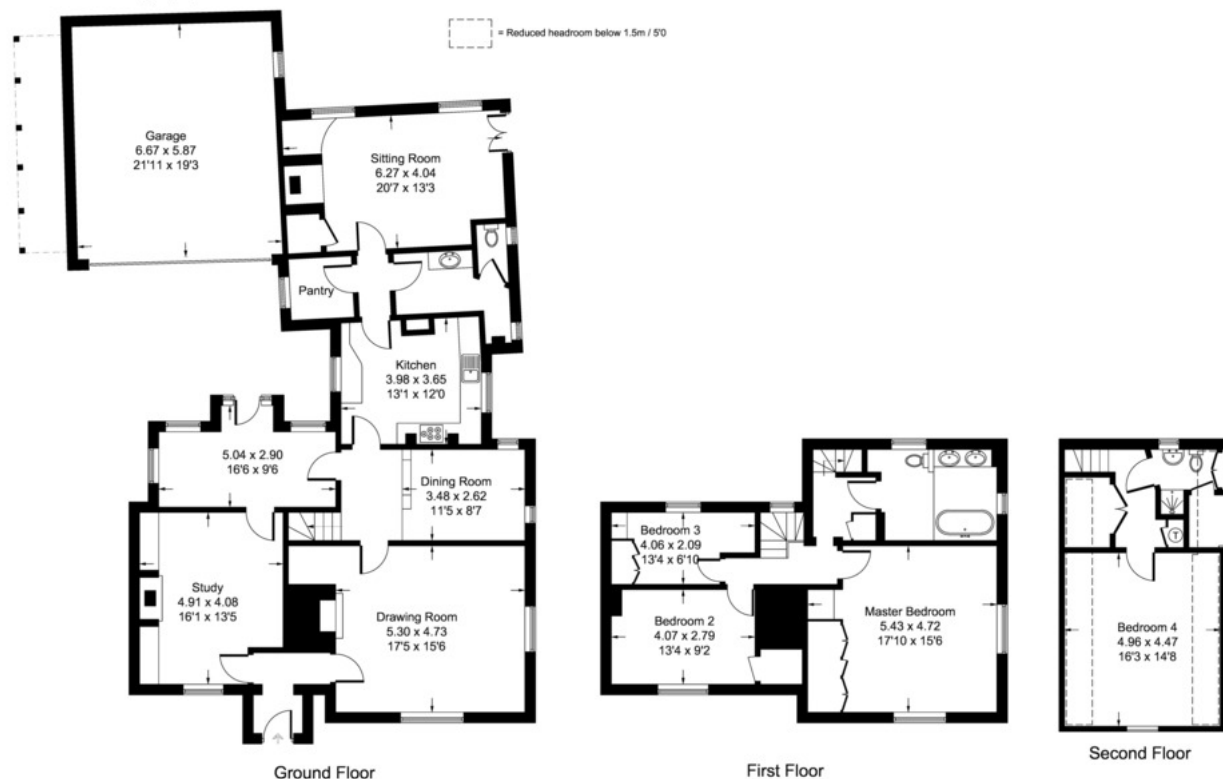 = Reduced headroom below 1.5m / 5'0
Garage
6.67 x 5.87
21'11 x 19'3
Sitting Room
6.27 x 4.04
20'7 x 13'3
Pantry
Kitchen
3.98 x 3.65
13'1 x 12'0
5.04 x 2.90
16'6 x 9'6
Dining Room
3.48 x 2.62
11'5 x 8'7
Study
4.91 x 4.08
16'1 x 13'5
Drawing Room
5.30 x 4.73
17'5 x 15'6
Ground Floor
Bedroom 3
4.06 x 2.09
13'4 x 6'10
Bedroom 2
4.07 x 2.79
13'4 x 9'2
Master Bedroom
5.43 x 4.72
17'10 x 15'6
First Floor
T
Bedroom 4
4.96 x 4.47
16'3 x 14'8
Second Floor